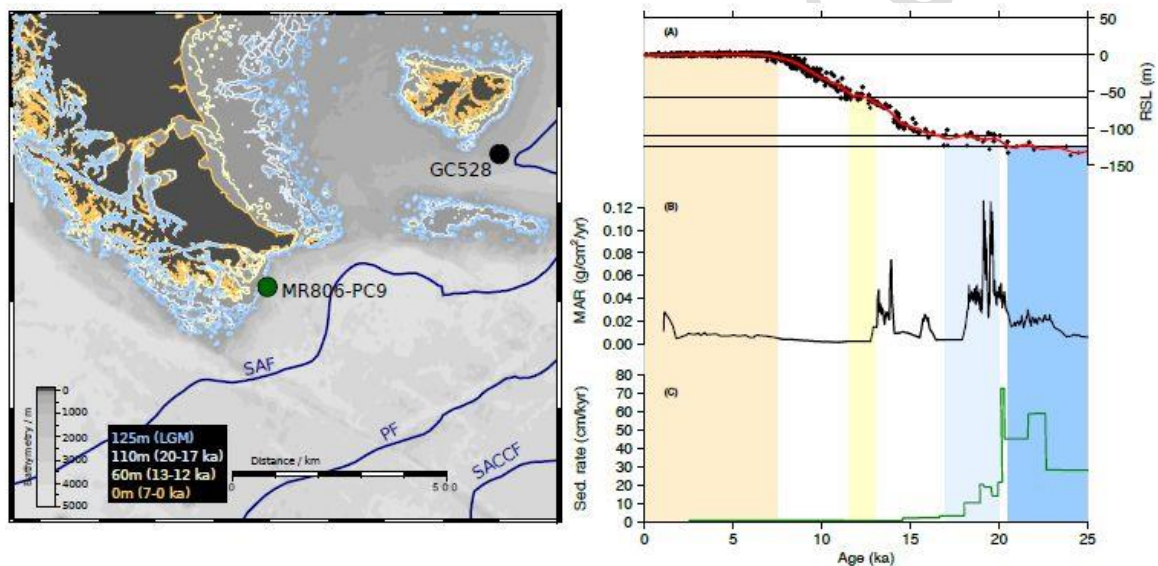 GC528
MR806-PC9
SAF
PF
SACCF
Bathymetry / m
0
1000
2000
3000
4000
5000
125m (LGM)
110m (20-17 ka)
60m (13-12 ka)
0m (7-0 ka)
Distance / km
0
500
(A)
50
0
-50
-100
-150
RSL (m)
(B)
0.12
0.10
0.08
0.06
0.04
0.02
0.00
MAR (g/cm²/yr)
(C)
80
70
60
50
40
30
20
10
0
Sed. rate (cm/kyr)
0
5
10
15
20
25
Age (ka)